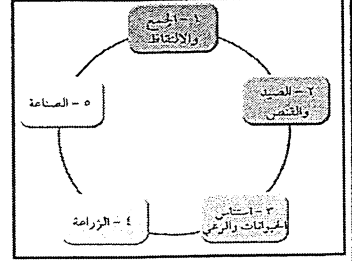 ١ - الجمع
والالتقاط
٢ - الصيد
والقنص
٣ - استئناس
الحيوانات والرعي
٤ - الزراعة
٥ - الصناعة